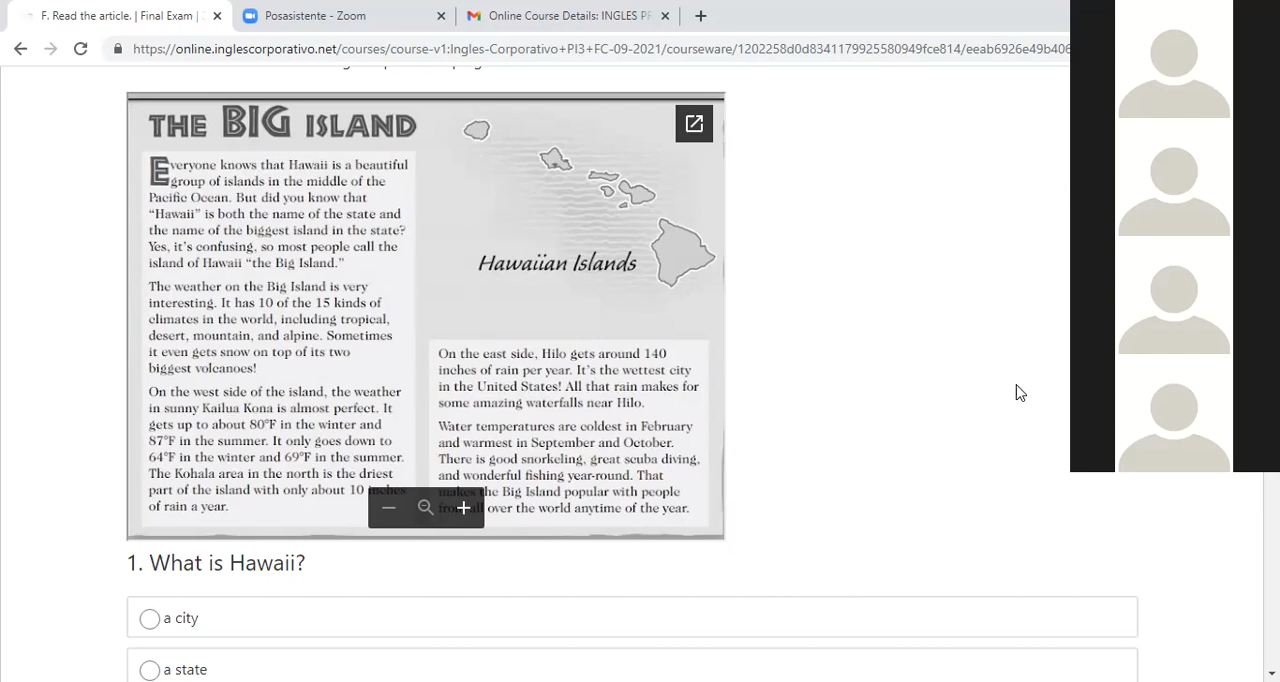 F. Read the article. | Final Exam |
Posasistente - Zoom
Online Course Details: INGLES PF
https://online.inglescorporativo.net/courses/course-v1:Ingles-Corporativo+PI3+FC-09-2021/courseware/1202258d0d8341179925580949fce814/eeab6926e49b406
THE BIG ISLAND
Everyone knows that Hawaii is a beautiful
group of islands in the middle of the
Pacific Ocean. But did you know that
“Hawaii” is both the name of the state and
the name of the biggest island in the state?
Yes, it’s confusing, so most people call the
island of Hawaii “the Big Island.”
The weather on the Big Island is very
interesting. It has 10 of the 15 kinds of
climates in the world, including tropical,
desert, mountain, and alpine. Sometimes
it even gets snow on top of its two
biggest volcanoes!
On the west side of the island, the weather
in sunny Kailua Kona is almost perfect. It
gets up to about 80°F in the winter and
87°F in the summer. It only goes down to
64°F in the winter and 69°F in the summer.
The Kohala area in the north is the driest
part of the island with only about 10 inches
of rain a year.
Hawaiian Islands
On the east side, Hilo gets around 140
inches of rain per year. It’s the wettest city
in the United States! All that rain makes for
some amazing waterfalls near Hilo.
Water temperatures are coldest in February
and warmest in September and October.
There is good snorkeling, great scuba diving,
and wonderful fishing year-round. That
makes the Big Island popular with people
from all over the world anytime of the year.
1. What is Hawaii?
a city
a state